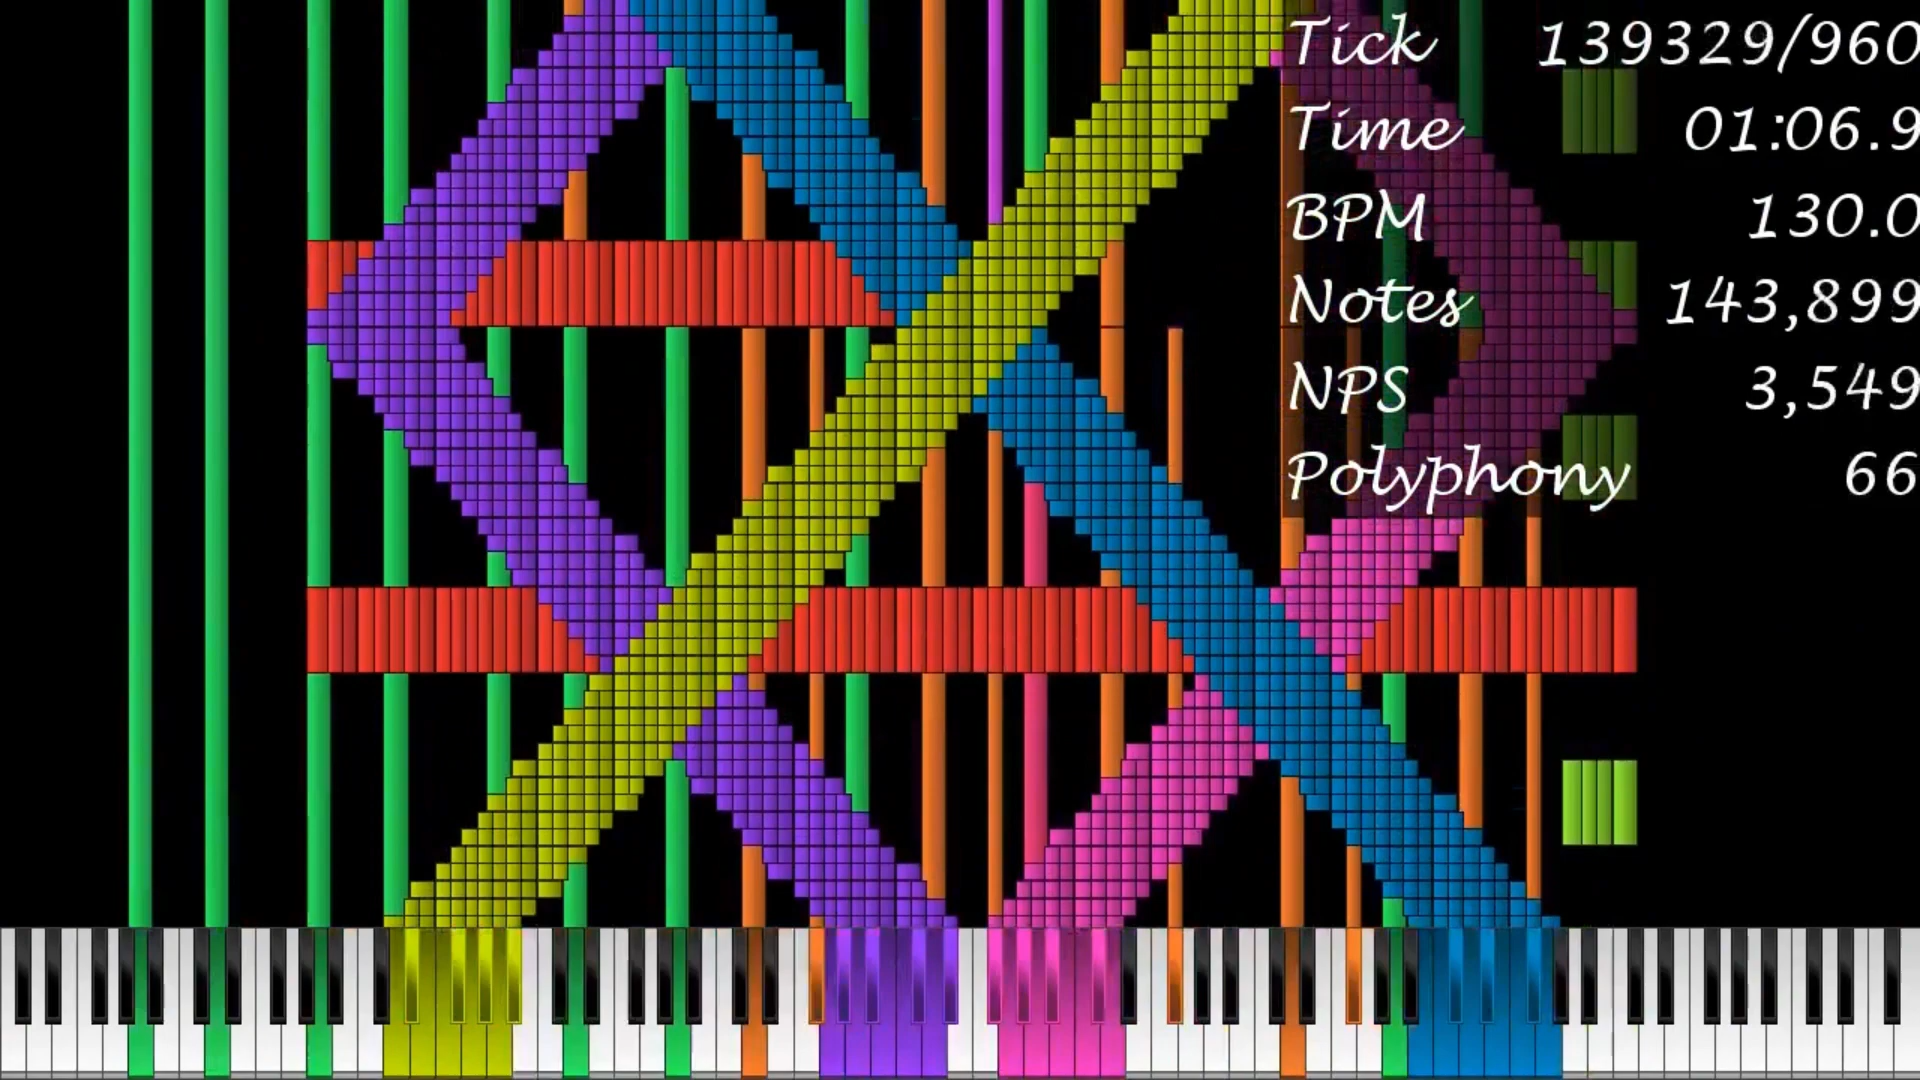 Tick 139329/960
Time 01:06.9
BPM 130.0
Notes 143,899
NPS 3,549
Polyphony 66